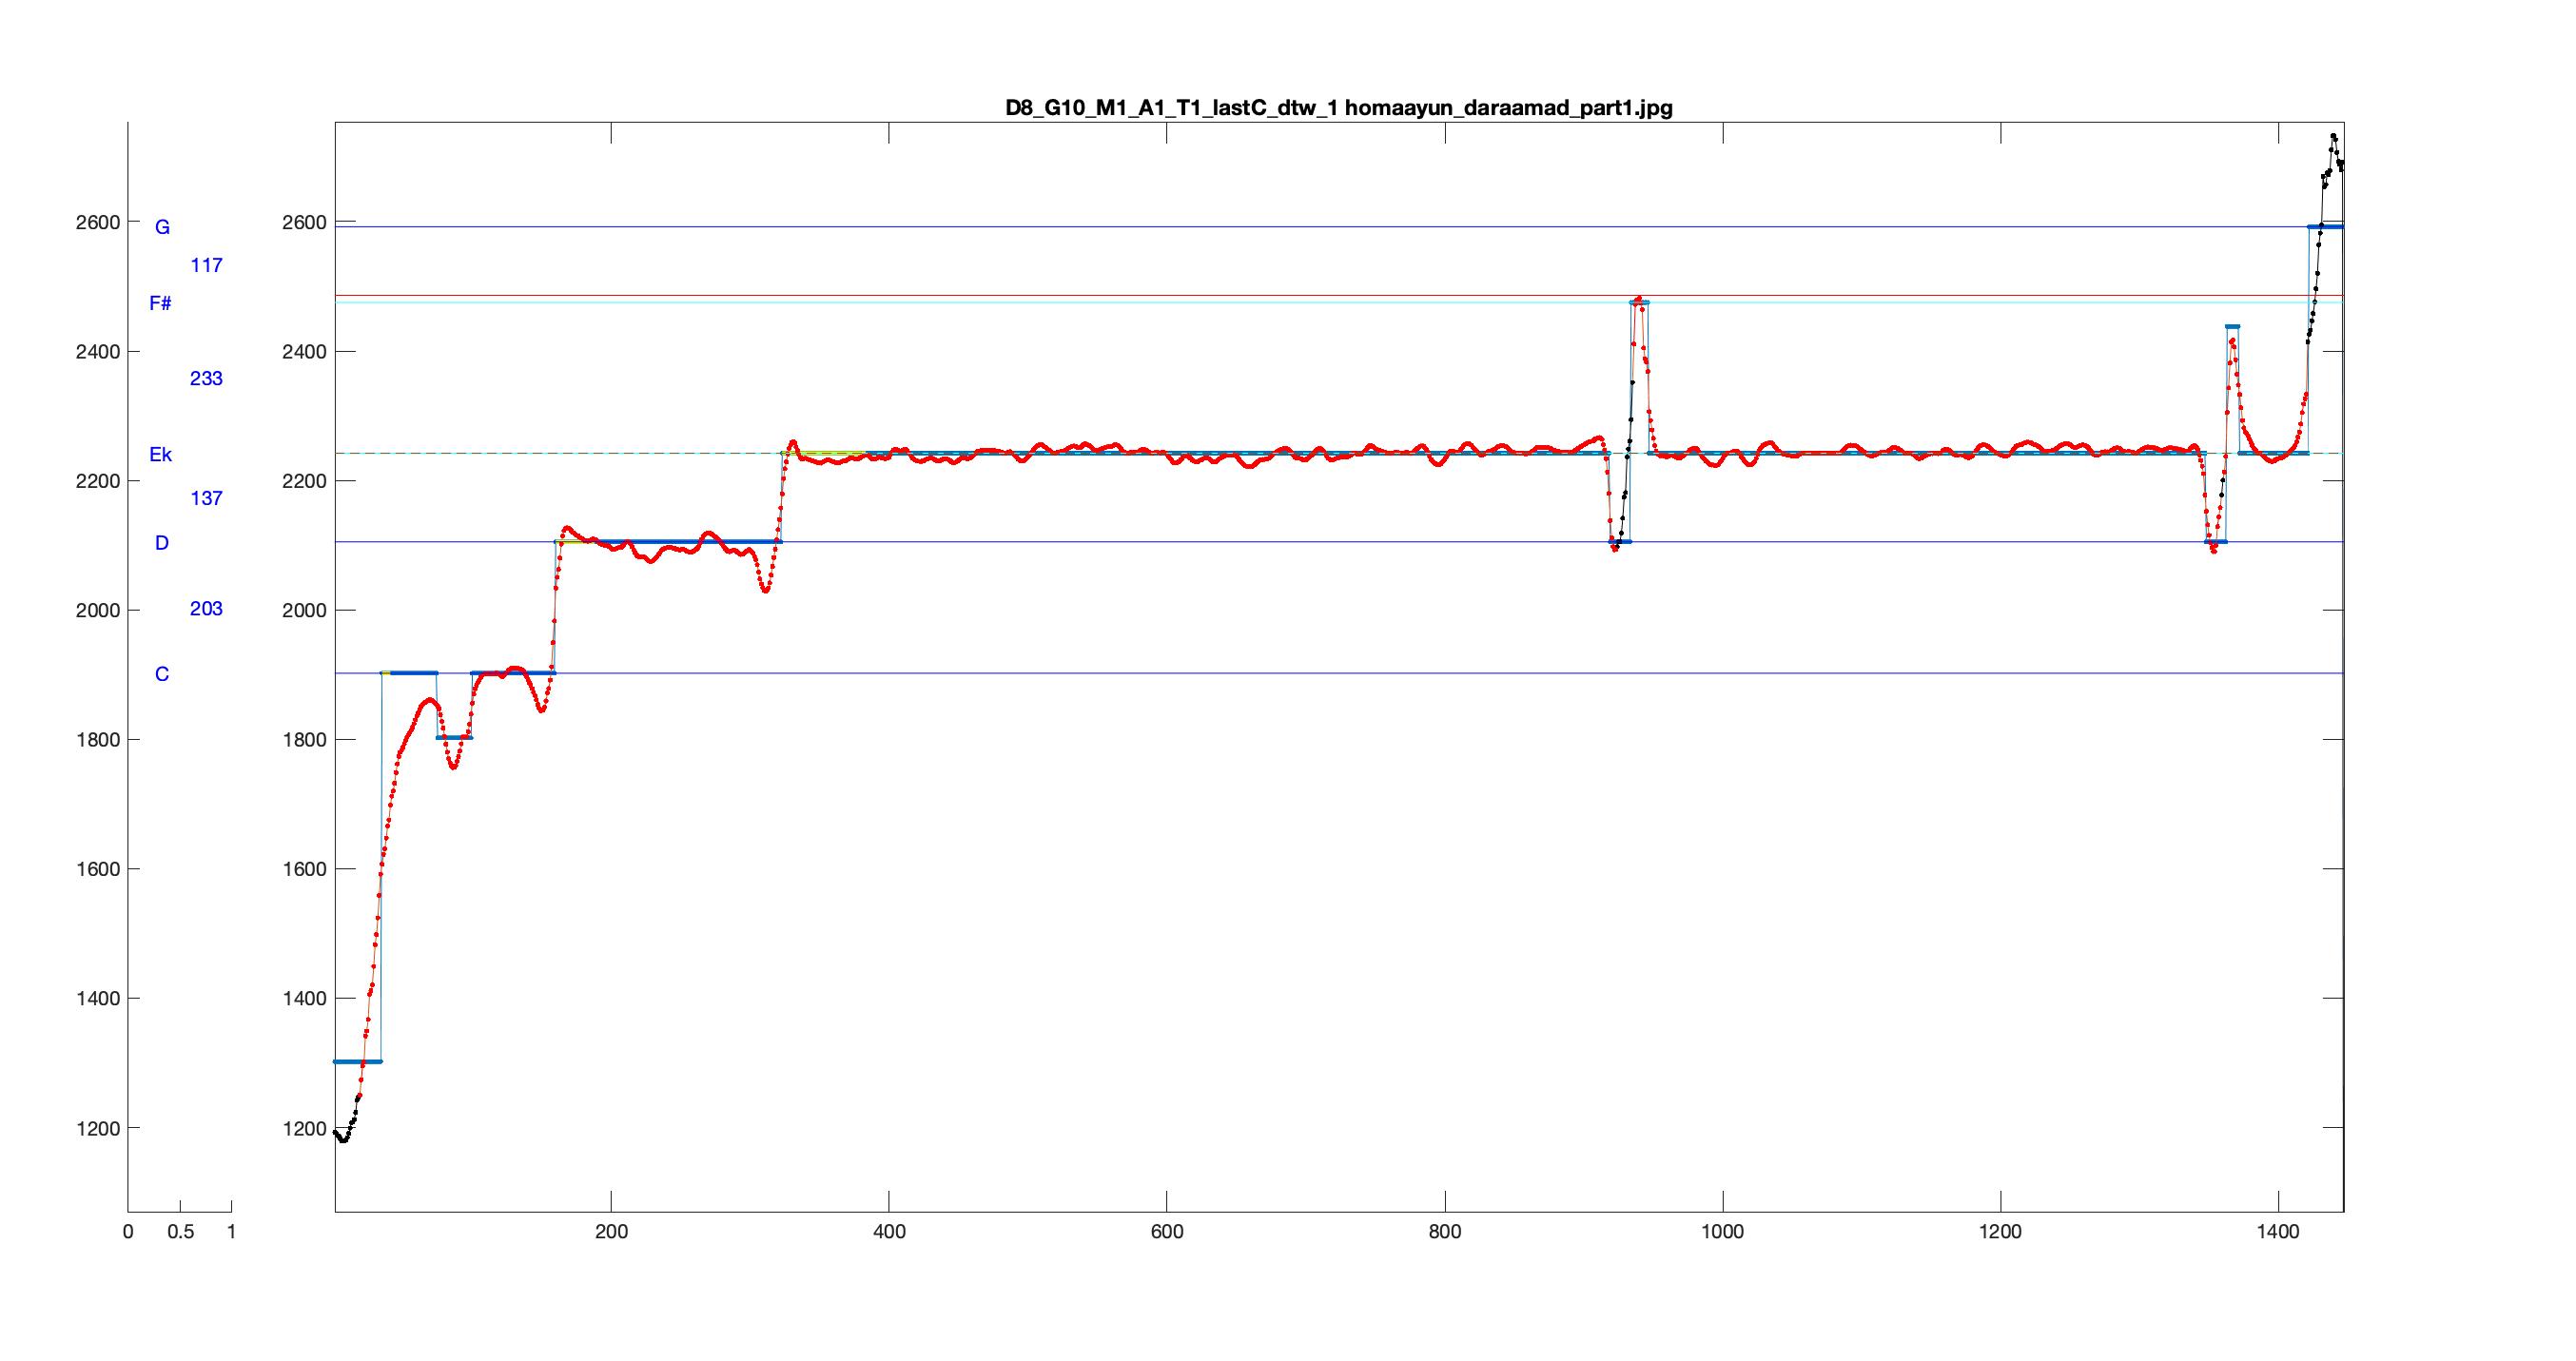 D8_G10_M1_A1_T1_lastC_dtw_1 homaayun_daraamad_part1.jpg
2600 G 2600
117
F#
2400 2400
233
Ek
2200 2200
137
D
2000 2000
203
C
1800 1800
1600 1600
1400 1400
1200 1200
0 0.5 1 200 400 600 800 1000 1200 1400